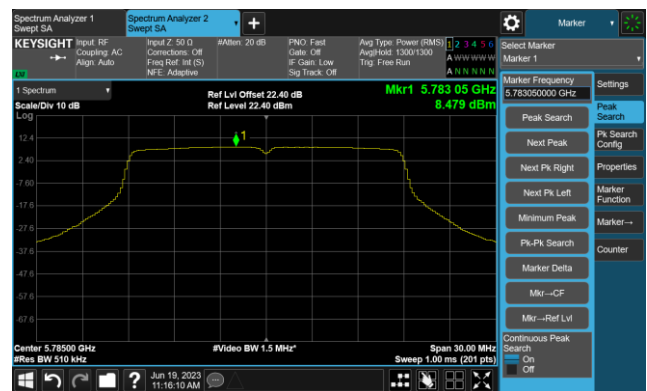 Spectrum Analyzer 1
Swept SA
Spectrum Analyzer 2
Swept SA
+
Marker
KEYSIGHT
Input: RF
Coupling: AC
Align: Auto
Input Z: 50 Ω
Corrections: Off
Freq Ref: Int (S)
NFE: Adaptive
#Atten: 20 dB
PNO: Fast
Gate: Off
IF Gain: Low
Sig Track: Off
Avg Type: Power (RMS)
Avg|Hold: 1300/1300
Trig: Free Run
1 2 3 4 5 6
A W W W W W
A N N N N N
LXI
Select Marker
Marker 1
1 Spectrum
Scale/Div 10 dB
Log
Ref Lvl Offset 22.40 dB
Ref Level 22.40 dBm
Mkr1 5.783 05 GHz
8.479 dBm
1
12.4
2.40
-7.60
-17.6
-27.6
-37.6
-47.6
-57.6
-67.6
Center 5.78500 GHz
#Res BW 510 kHz
#Video BW 1.5 MHz*
Span 30.00 MHz
Sweep 1.00 ms (201 pts)
Marker Frequency
5.783050000 GHz
Peak Search
Next Peak
Next Pk Right
Next Pk Left
Minimum Peak
Pk-Pk Search
Marker Delta
Mkr→CF
Mkr→Ref Lvl
Continuous Peak
Search
On
Off
Settings
Peak
Search
Pk Search
Config
Properties
Marker
Function
Marker→
Counter
?
Jun 19, 2023
11:16:10 AM